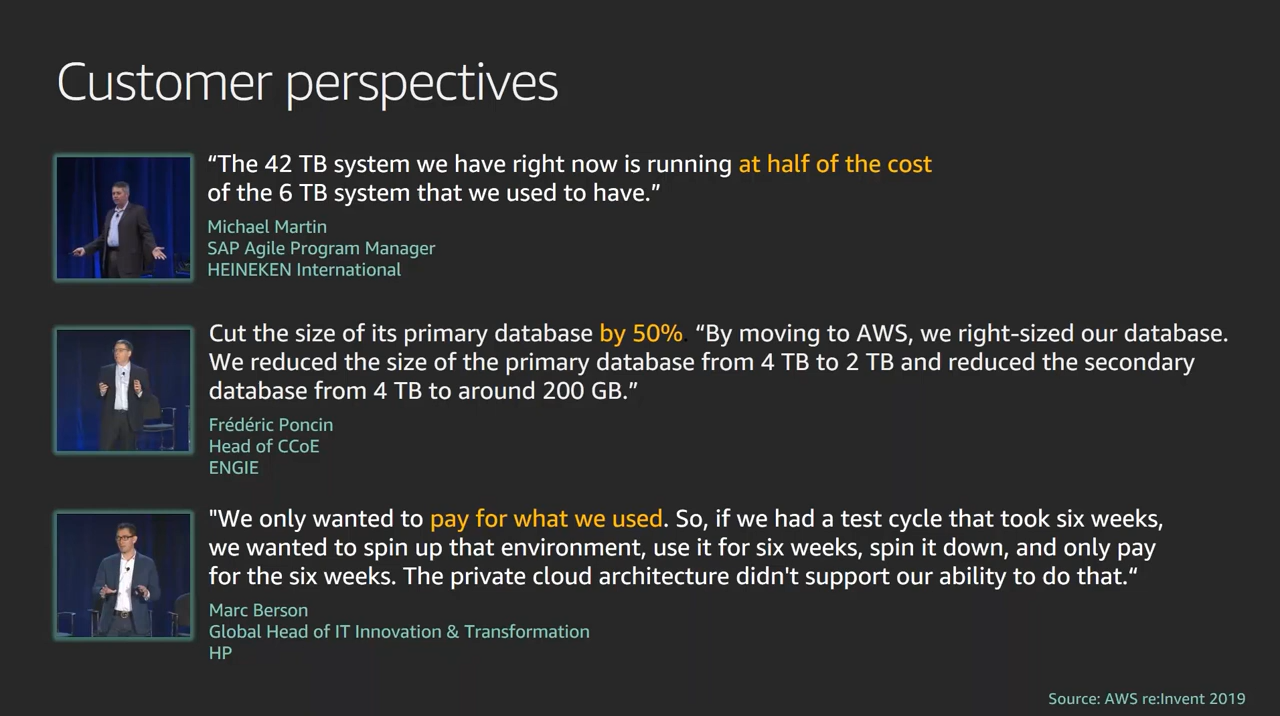 Customer perspectives
“The 42 TB system we have right now is running at half of the cost
of the 6 TB system that we used to have.”
Michael Martin
SAP Agile Program Manager
HEINEKEN International
Cut the size of its primary database by 50%. “By moving to AWS, we right-sized our database.
We reduced the size of the primary database from 4 TB to 2 TB and reduced the secondary
database from 4 TB to around 200 GB.”
Frédéric Poncin
Head of CCoE
ENGIE
"We only wanted to pay for what we used. So, if we had a test cycle that took six weeks,
we wanted to spin up that environment, use it for six weeks, spin it down, and only pay
for the six weeks. The private cloud architecture didn't support our ability to do that.“
Marc Berson
Global Head of IT Innovation & Transformation
HP
Source: AWS re:Invent 2019